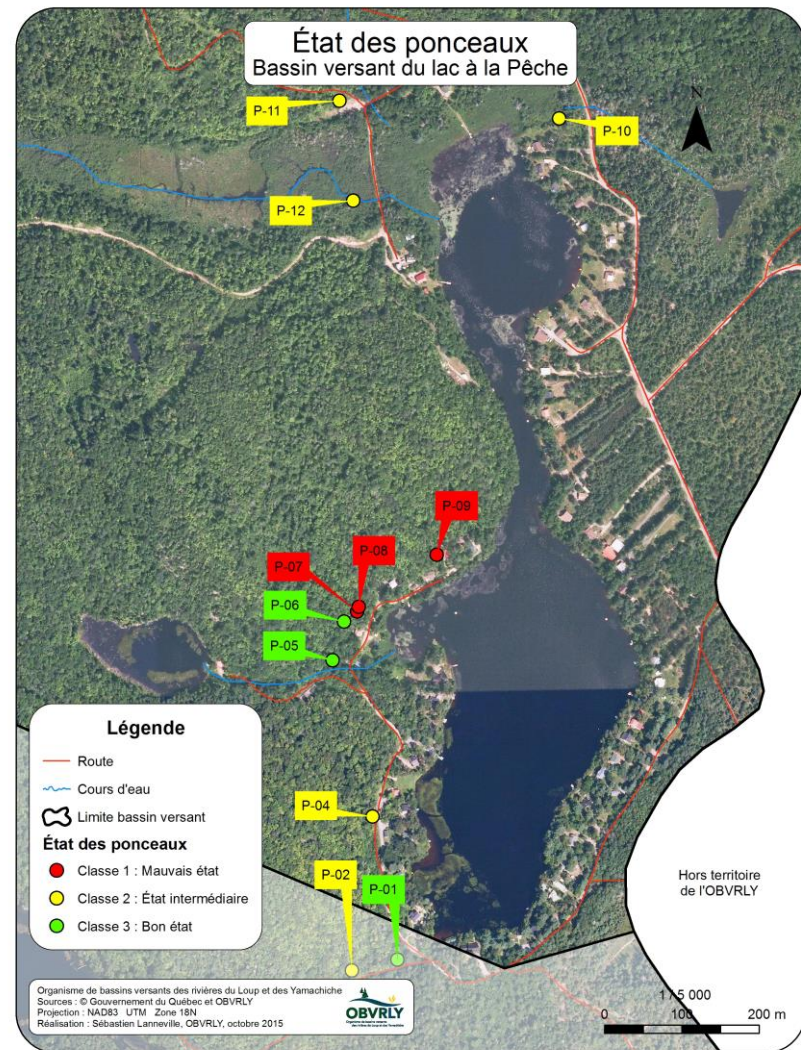 État des ponceaux
Bassin versant du lac à la Pêche
N
P-11
P-10
P-12
P-09
P-08
P-07
P-06
P-05
P-04
P-02
P-01
Légende
Route
Cours d'eau
Limite bassin versant
État des ponceaux
Classe 1 : Mauvais état
Classe 2 : État intermédiaire
Classe 3 : Bon état
Hors territoire
de l'OBVRLY
Organisme de bassins versants des rivières du Loup et des Yamachiche
Sources : © Gouvernement du Québec et OBVRLY
Projection : NAD83 UTM Zone 18N
Réalisation : Sébastien Lanneville, OBVRLY, octobre 2015
OBVRLY
1 / 5 000
0 100 200 m